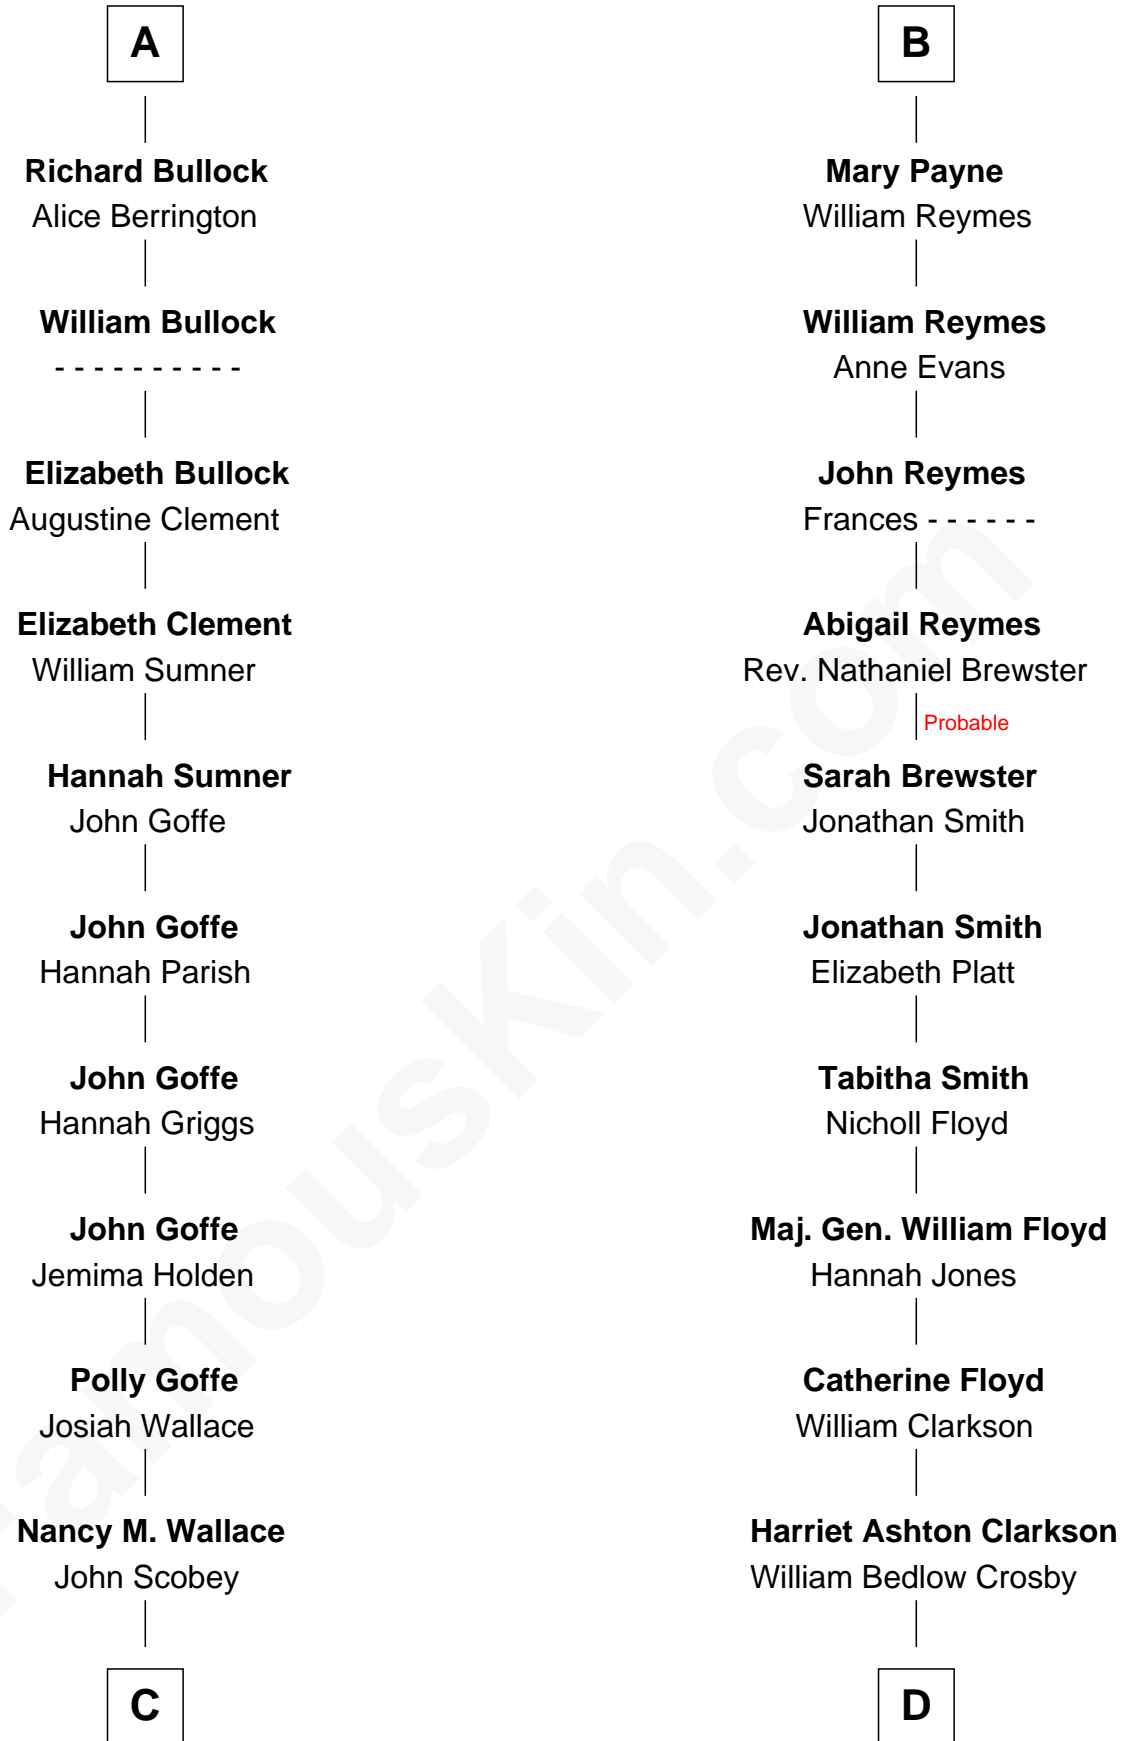 A
Richard Bullock
Alice Berrington
William Bullock
- - - - - - - - - -
Elizabeth Bullock
Augustine Clement
Elizabeth Clement
William Sumner
Hannah Sumner
John Goffe
John Goffe
Hannah Parish
John Goffe
Hannah Griggs
John Goffe
Jemima Holden
Polly Goffe
Josiah Wallace
Nancy M. Wallace
John Scobey
C
B
Mary Payne
William Reymes
William Reymes
Anne Evans
John Reymes
Frances - - - - - -
Abigail Reymes
Rev. Nathaniel Brewster
Probable
Sarah Brewster
Jonathan Smith
Jonathan Smith
Elizabeth Platt
Tabitha Smith
Nicholl Floyd
Maj. Gen. William Floyd
Hannah Jones
Catherine Floyd
William Clarkson
Harriet Ashton Clarkson
William Bedlow Crosby
D
FamousKin.com